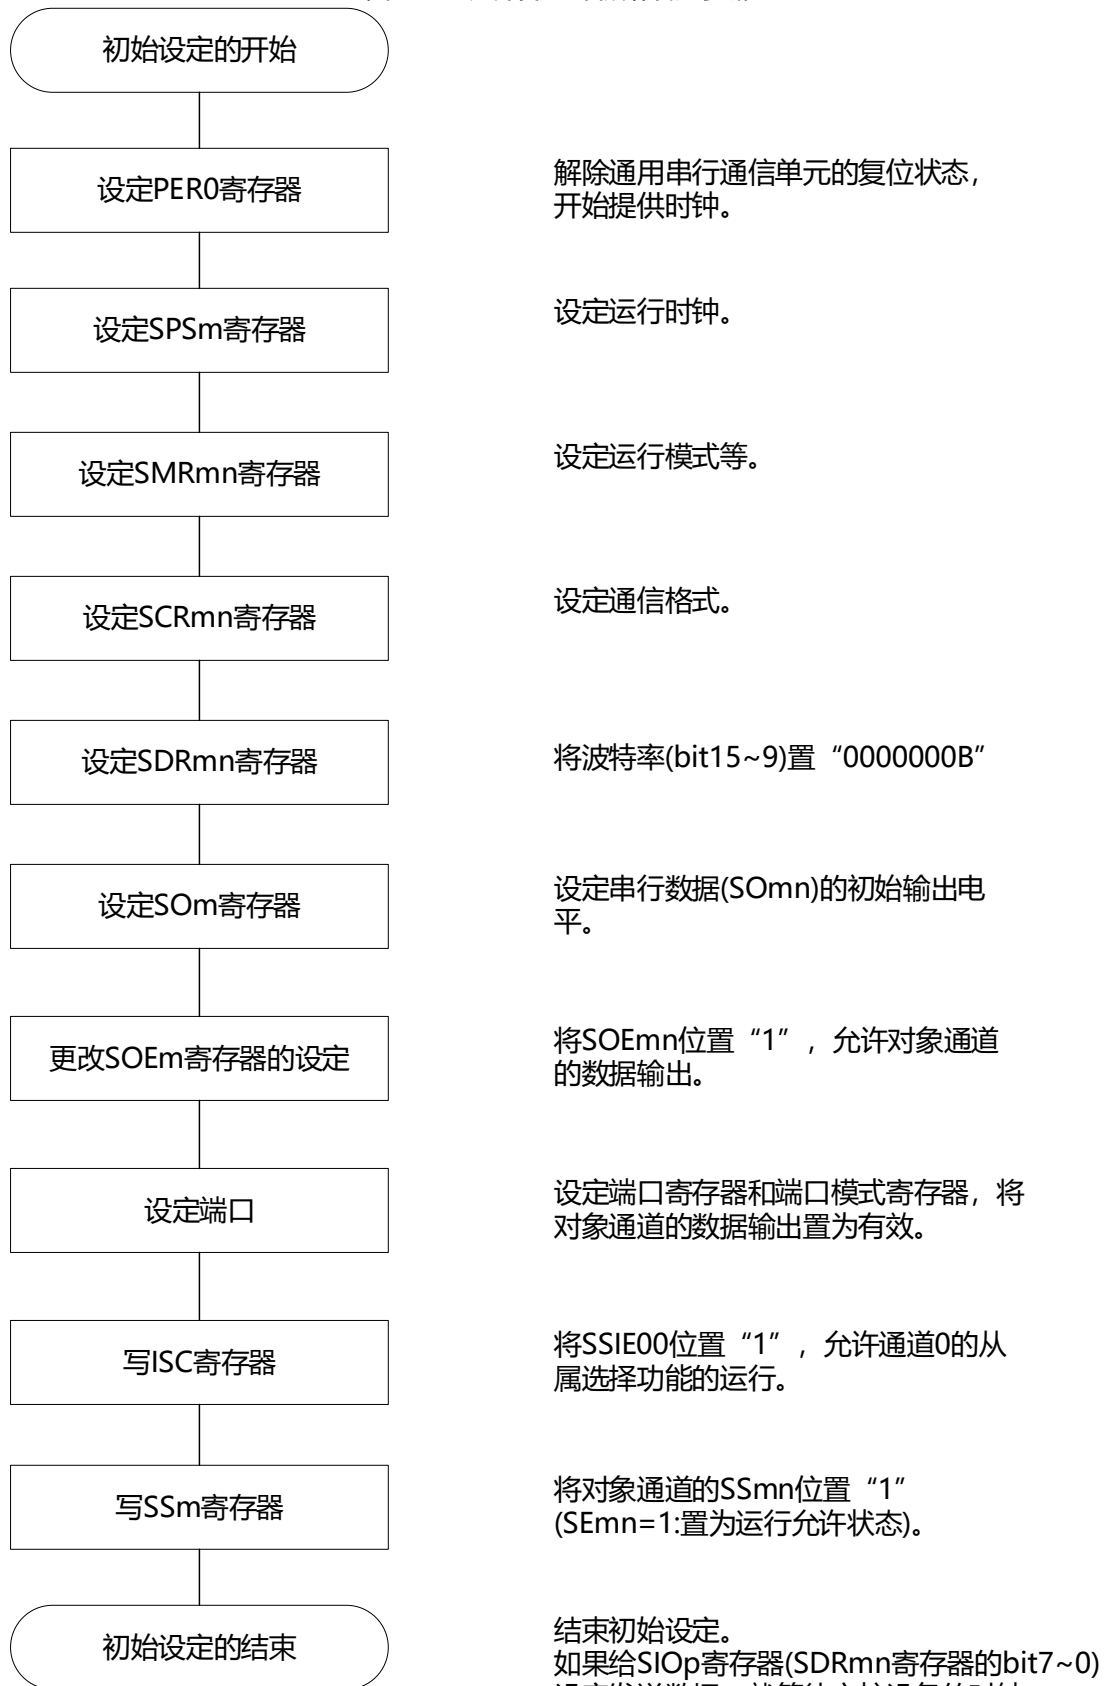 初始设定的开始
设定PER0寄存器
解除通用串行通信单元的复位状态，
开始提供时钟。
设定SPSm寄存器
设定运行时钟。
设定SMRmn寄存器
设定运行模式等。
设定SCRmn寄存器
设定通信格式。
设定SDRmn寄存器
将波特率(bit15~9)置“0000000B”
设定SOm寄存器
设定串行数据(SOmn)的初始输出电
平。
更改SOEm寄存器的设定
将SOEmn位置“1”，允许对象通道
的数据输出。
设定端口
设定端口寄存器和端口模式寄存器，将
对象通道的数据输出置为有效。
写ISC寄存器
将SSIE00位置“1”，允许通道0的从
属选择功能的运行。
写SSm寄存器
将对象通道的SSmn位置“1”
(SEmn=1:置为运行允许状态)。
初始设定的结束
结束初始设定。
如果给SIOp寄存器(SDRmn寄存器的bit7~0)